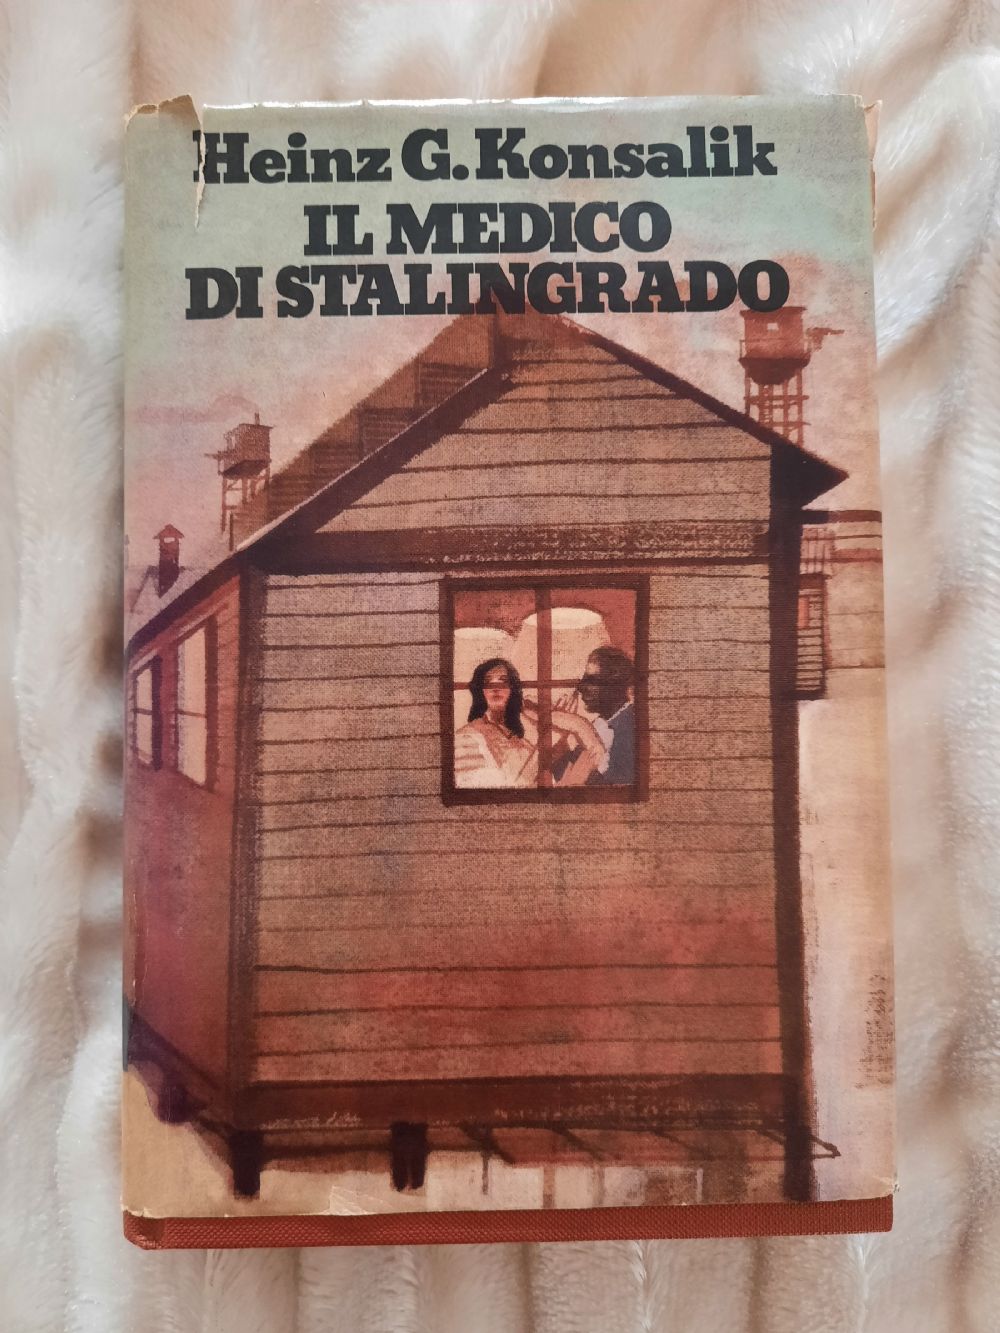 Heinz G. Konsalik
IL MEDICO
DI STALINGRADO